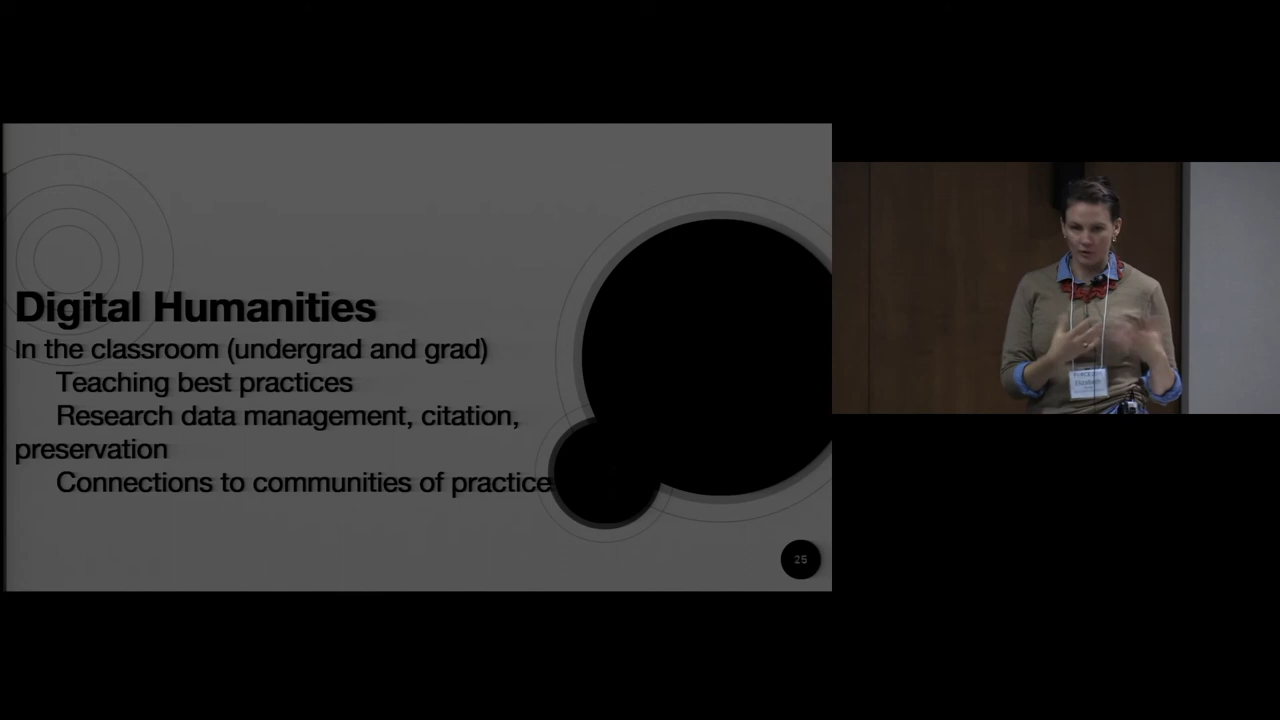 Digital Humanities
In the classroom (undergrad and grad)
Teaching best practices
Research data management, citation,
preservation
Connections to communities of practice
25
Elizabeth